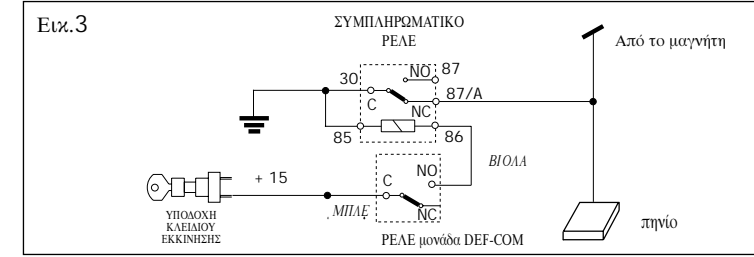 Εικ.3
ΣΥΜΠΛΗΡΩΜΑΤΙΚΟ
ΡΕΛΕ
Από το μαγνήτη
NO
87
30
C
87/A
NC
85
86
ΒΙΟΛΑ
+ 15
C
NO
ΜΠΛΕ
NC
ΥΠΟΔΟΧΗ
ΚΛΕΙΔΙΟΥ
ΕΚΚΙΝΗΣΗΣ
ΡΕΛΕ μονάδα DEF-COM
πηνίο